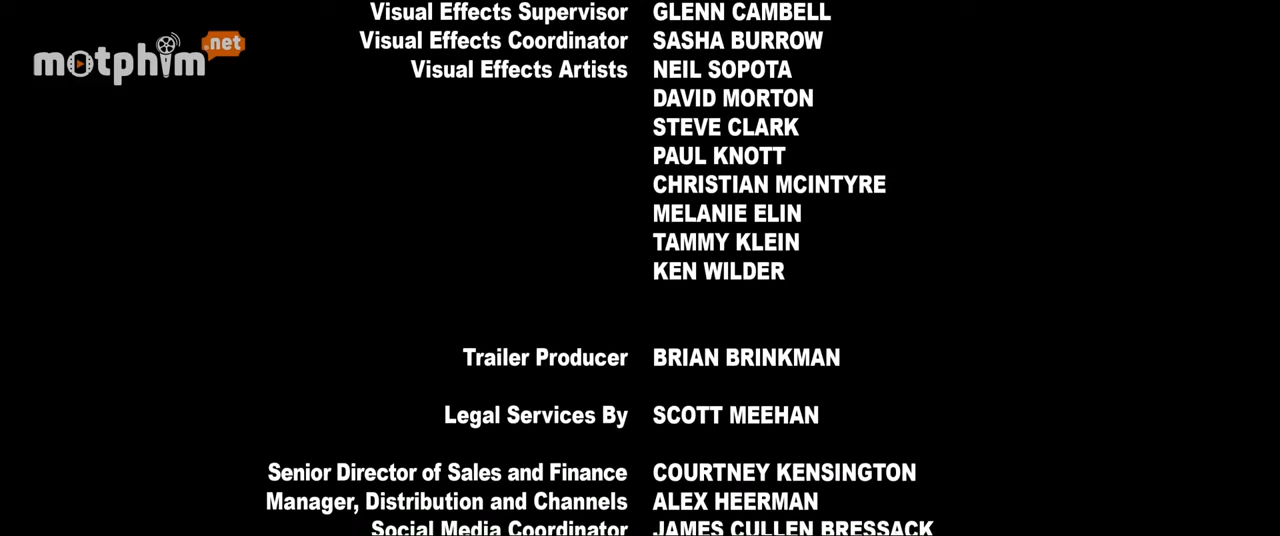 Visual Effects Supervisor GLENN CAMBELL
motphim.net
Visual Effects Coordinator SASHA BURROW
Visual Effects Artists NEIL SOPOTA
DAVID MORTON
STEVE CLARK
PAUL KNOTT
CHRISTIAN MCINTYRE
MELANIE ELIN
TAMMY KLEIN
KEN WILDER
Trailer Producer BRIAN BRINKMAN
Legal Services By SCOTT MEEHAN
Senior Director of Sales and Finance COURTNEY KENSINGTON
Manager, Distribution and Channels ALEX HEERMAN
Social Media Coordinator JAMES CULLEN BRESSACK